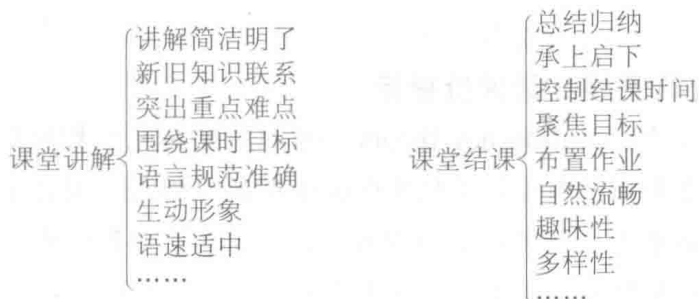 课堂讲解
讲解简洁明了
新旧知识联系
突出重点难点
围绕课时目标
语言规范准确
生动形象
语速适中
……
课堂结课
总结归纳
承上启下
控制结课时间
聚焦目标
布置作业
自然流畅
趣味性
多样性
……